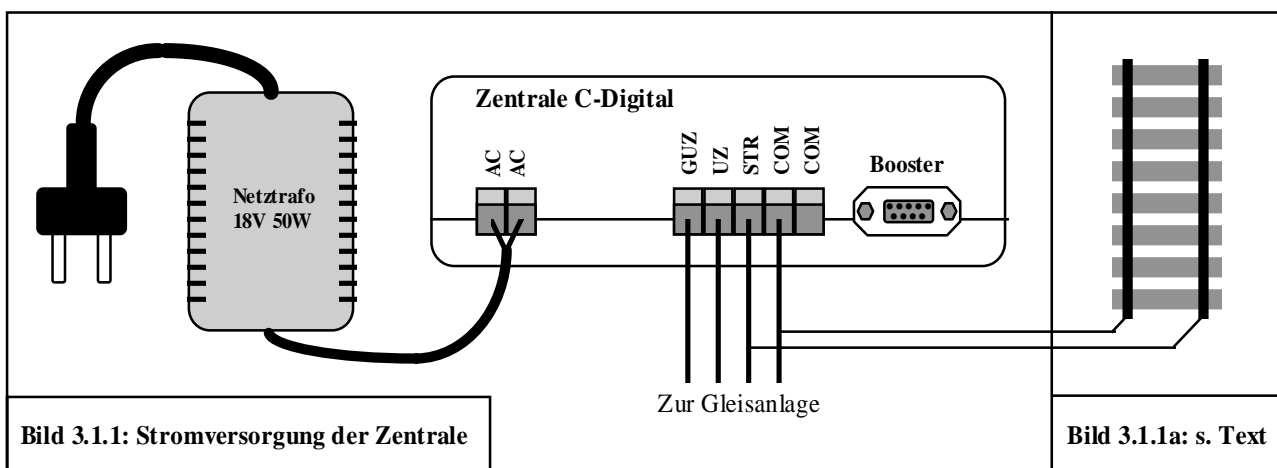 Zentrale C-Digital
AC
AC
GUZ
UZ
STR
COM
COM
Booster
Netztrafo
18V 50W
Zur Gleisanlage
Bild 3.1.1: Stromversorgung der Zentrale
Bild 3.1.1a: s. Text